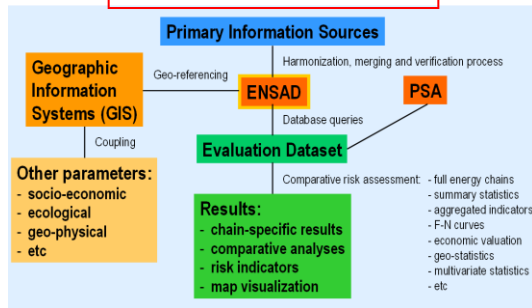 Primary Information Sources
Geographic
Information
Systems (GIS)
Geo-referencing
Harmonization, merging and verification process
ENSAD
PSA
Database queries
Coupling
Evaluation Dataset
Other parameters:
- socio-economic
- ecological
- geo-physical
- etc
Comparative risk assessment:
- full energy chains
- summary statistics
- aggregated indicators
- F-N curves
- economic valuation
- geo-statistics
- multivariate statistics
- etc
Results:
- chain-specific results
- comparative analyses
- risk indicators
- map visualization